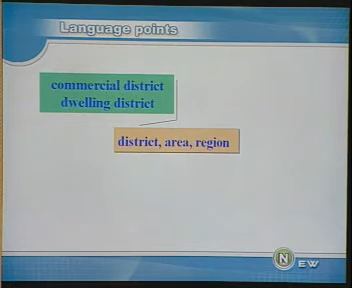 Language points
commercial district
dwelling district
district, area, region
NEW